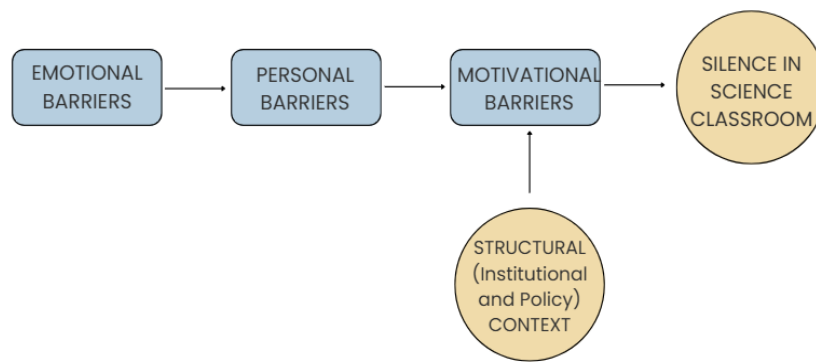 EMOTIONAL
BARRIERS
PERSONAL
BARRIERS
MOTIVATIONAL
BARRIERS
SILENCE IN
SCIENCE
CLASSROOM
STRUCTURAL
(Institutional
and Policy)
CONTEXT